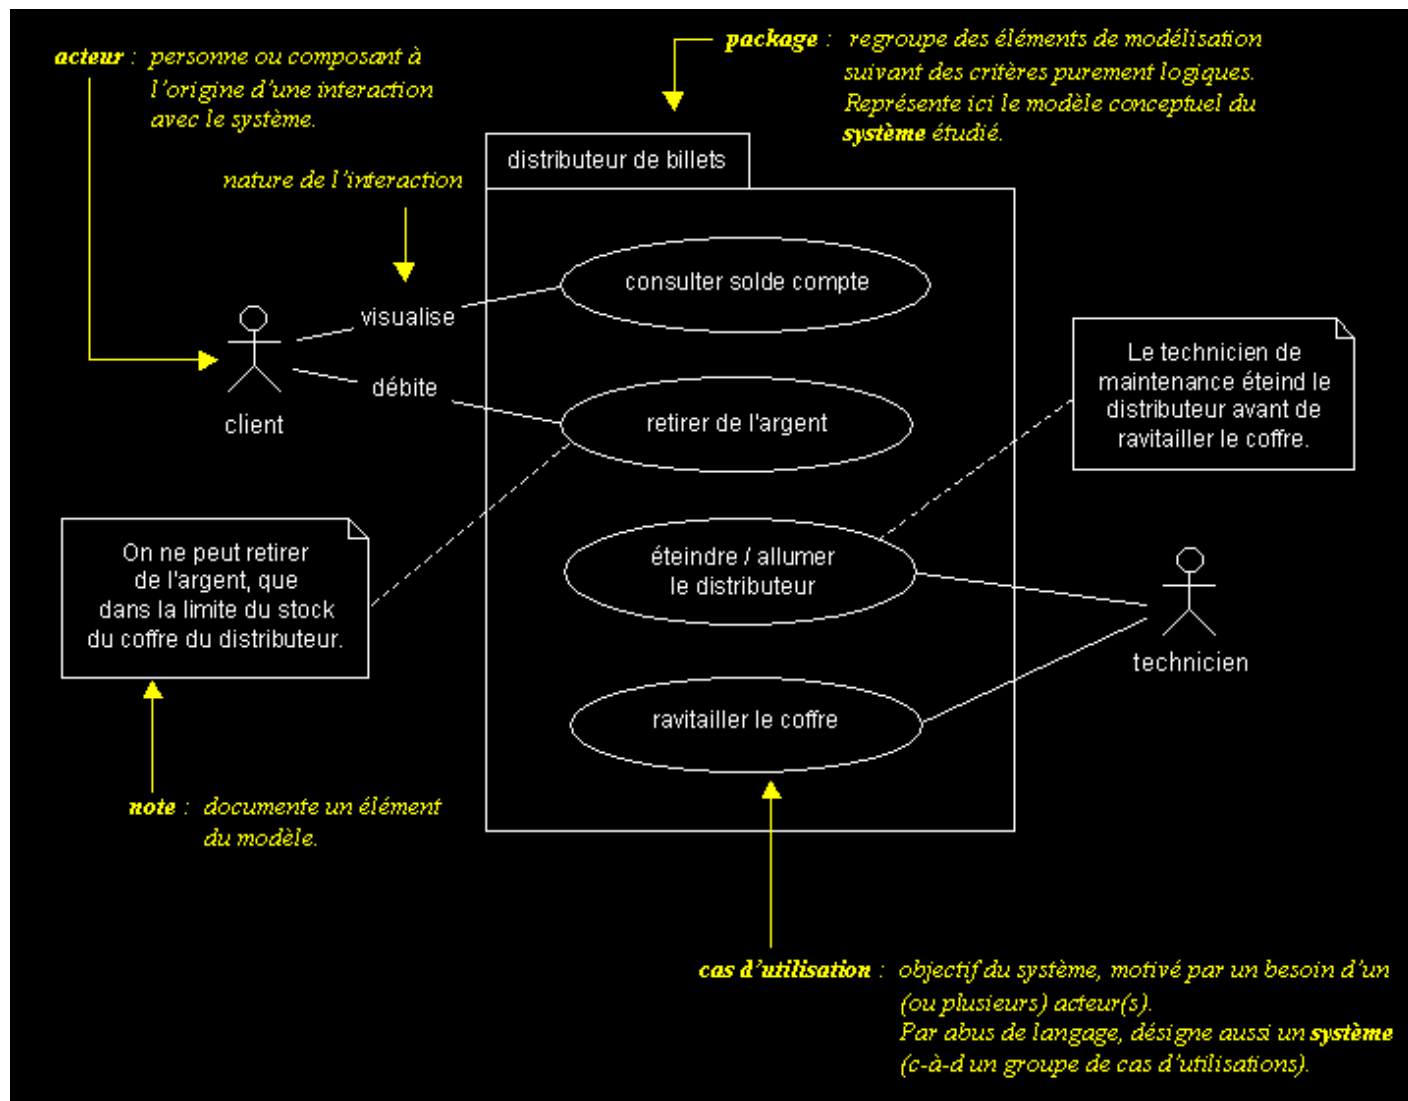 acteur : personne ou composant à
l'origine d'une interaction
avec le système.
package : regroupe des éléments de modélisation
suivant des critères purement logiques.
Représente ici le modèle conceptuel du
système étudié.
nature de l'interaction
distributeur de billets
consulter solde compte
visualise
débite
client
retirer de l'argent
Le technicien de
maintenance éteind le
distributeur avant de
ravitailler le coffre.
On ne peut retirer
de l'argent, que
dans la limite du stock
du coffre du distributeur.
éteindre / allumer
le distributeur
technicien
ravitailler le coffre
note : documente un élément
du modèle.
cas d'utilisation : objectif du système, motivé par un besoin d'un
(ou plusieurs) acteur(s).
Par abus de langage, désigne aussi un système
(c-à-d un groupe de cas d'utilisations).